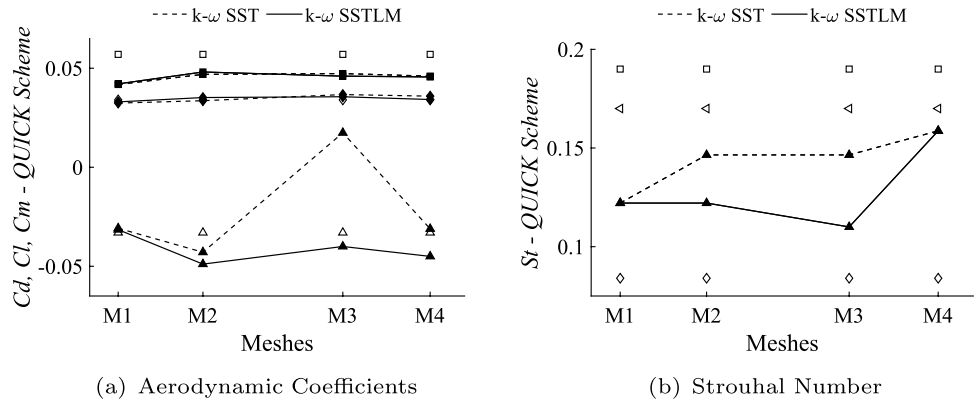 k-ω SST k-ω SSTLM
Cd, Cl, Cm - QUICK Scheme
0.05
0
-0.05
M1 M2 M3 M4
Meshes
(a) Aerodynamic Coefficients
k-ω SST k-ω SSTLM
St - QUICK Scheme
0.2
0.15
0.1
M1 M2 M3 M4
Meshes
(b) Strouhal Number